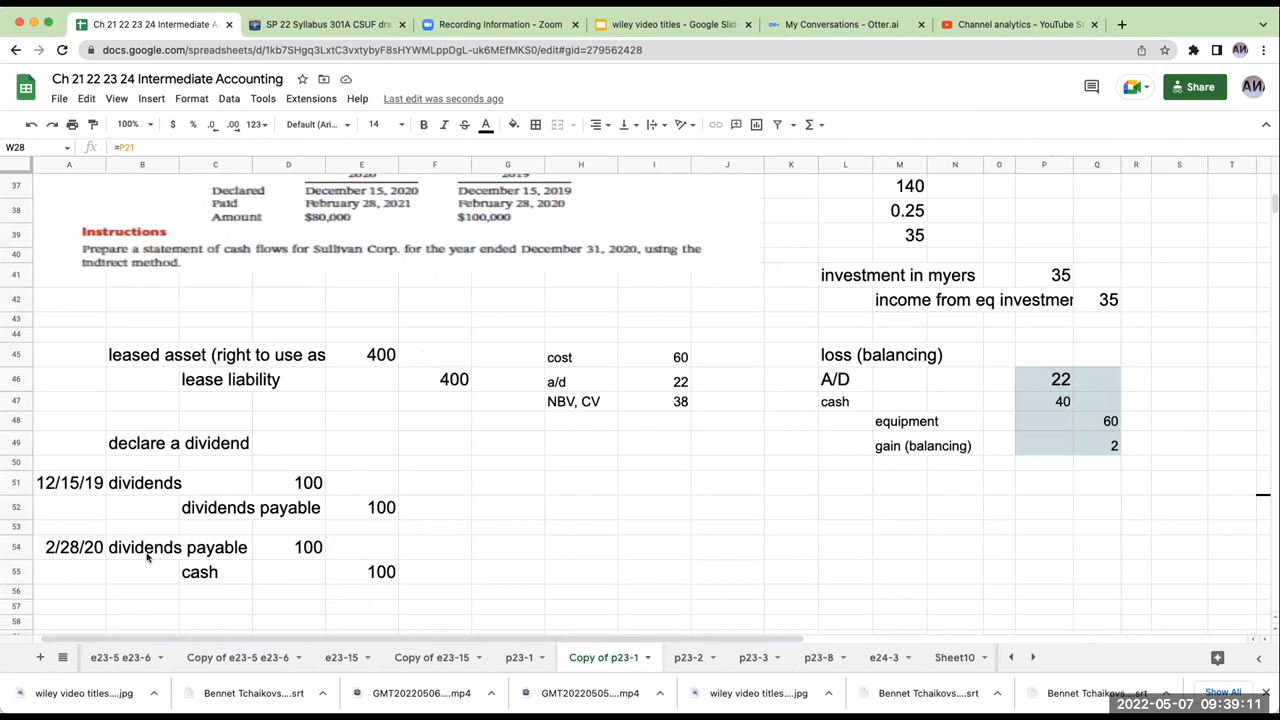 Ch 21 22 23 24 Intermediate Ac
SP 22 Syllabus 301A CSUF dra
Recording Information - Zoom
wiley video titles - Google Slid
My Conversations - Otter.ai
Channel analytics - YouTube St
docs.google.com/spreadsheets/d/1kb7SHgq3LxtC3vxtybyF8sHYWMLppDgL-uk6MEfMKS0/edit#gid=279562428
Ch 21 22 23 24 Intermediate Accounting
File Edit View Insert Format Data Tools Extensions Help Last edit was seconds ago
Share
100% $ % .0 .00 123 Default (Ari... 14 B I S A
W28 fx =P21
A B C D E F G H I J K L M N O P Q R S T
37 2020 2019 140
38 Declared December 15, 2020 December 15, 2019 0.25
Paid February 28, 2021 February 28, 2020
Amount $80,000 $100,000
39 Instructions 35
40 Prepare a statement of cash flows for Sullivan Corp. for the year ended December 31, 2020, using the
indirect method.
41 investment in myers 35
42 income from eq investmer 35
43
44
45 leased asset (right to use as 400 cost 60 loss (balancing)
46 lease liability 400 a/d 22 A/D 22
47 NBV, CV 38 cash 40
48 equipment 60
49 declare a dividend gain (balancing) 2
50
51 12/15/19 dividends 100
52 dividends payable 100
53
54 2/28/20 dividends payable 100
55 cash 100
56
57
58
e23-5 e23-6 Copy of e23-5 e23-6 e23-15 Copy of e23-15 p23-1 Copy of p23-1 p23-2 p23-3 p23-8 e24-3 Sheet10
wiley video titles....jpg Bennet Tchaikovs....srt GMT20220506....mp4 GMT20220505....mp4 wiley video titles....jpg Bennet Tchaikovs....srt Bennet Tchaikovs....srt Show All
2022-05-07 09:39:11